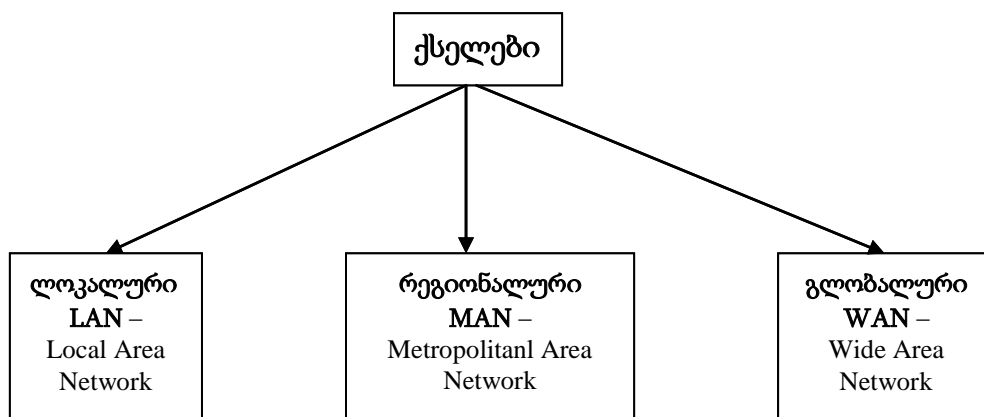 ქსელები
ლოკალური
LAN –
Local Area
Network
რეგიონალური
MAN –
Metropolitanl Area
Network
გლობალური
WAN –
Wide Area
Network